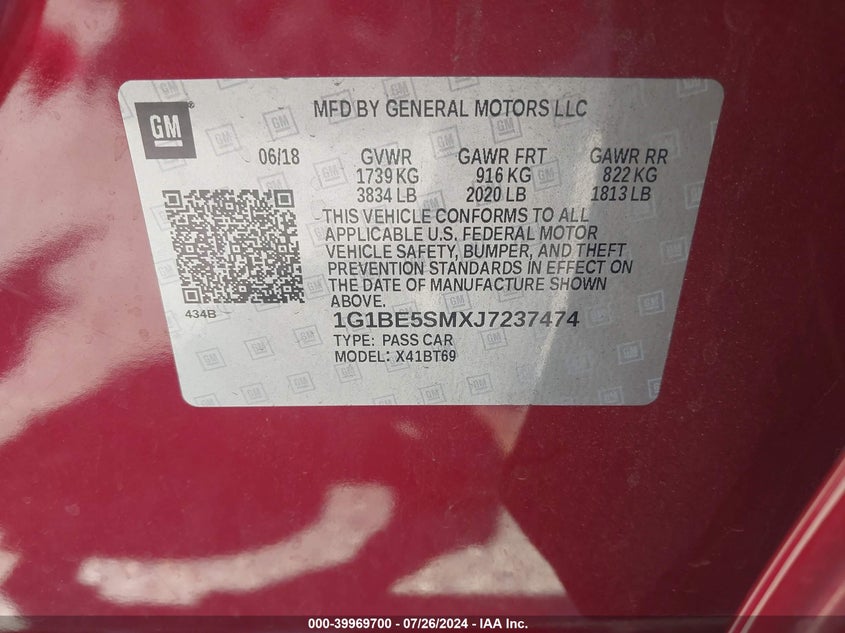 GM
MFD BY GENERAL MOTORS LLC
06/18 GVWR GAWR FRT GAWR RR
1739 KG 916 KG 822 KG
3834 LB 2020 LB 1813 LB
THIS VEHICLE CONFORMS TO ALL
APPLICABLE U.S. FEDERAL MOTOR
VEHICLE SAFETY, BUMPER, AND THEFT
PREVENTION STANDARDS IN EFFECT ON
THE DATE OF MANUFACTURE SHOWN
ABOVE.
434B
1G1BE5SMXJ7237474
TYPE: PASS CAR
MODEL: X41BT69
000-39969700 - 07/26/2024 - IAA Inc.